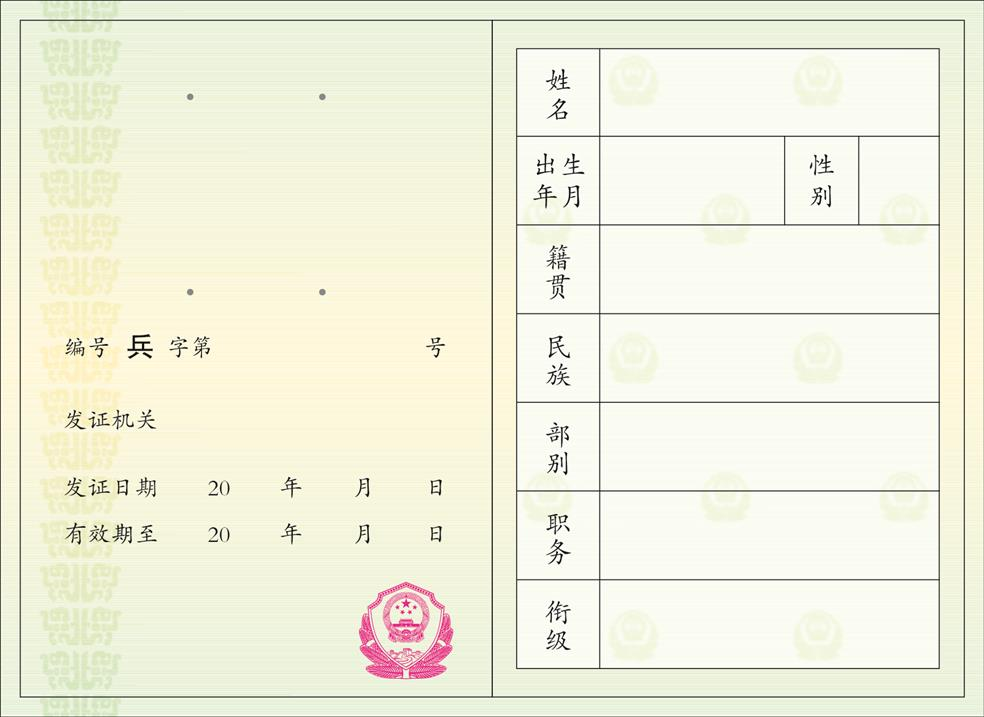 编号 兵 字第 号
发证机关
发证日期 20 年 月 日
有效期至 20 年 月 日
姓名
出生年月
性别
籍贯
民族
部别
职务
衔级